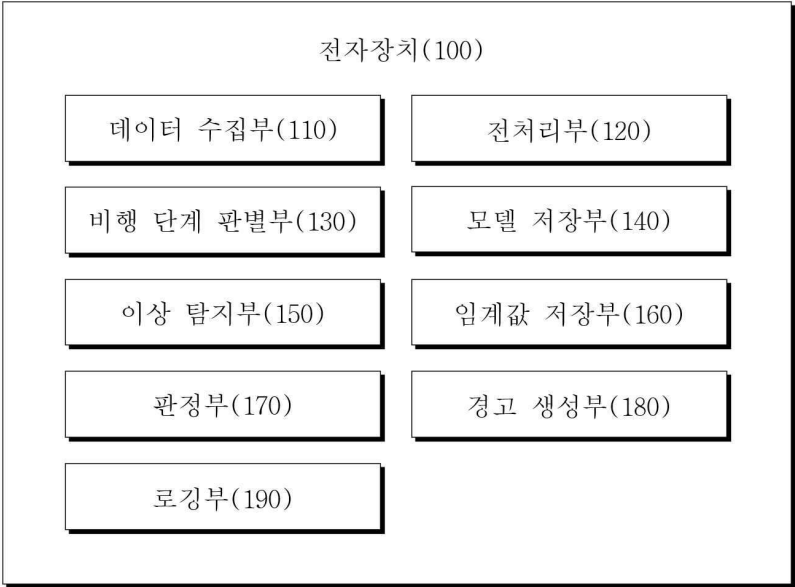 전자장치(100)
데이터 수집부(110)
전처리부(120)
비행 단계 판별부(130)
모델 저장부(140)
이상 탐지부(150)
임계값 저장부(160)
판정부(170)
경고 생성부(180)
로깅부(190)